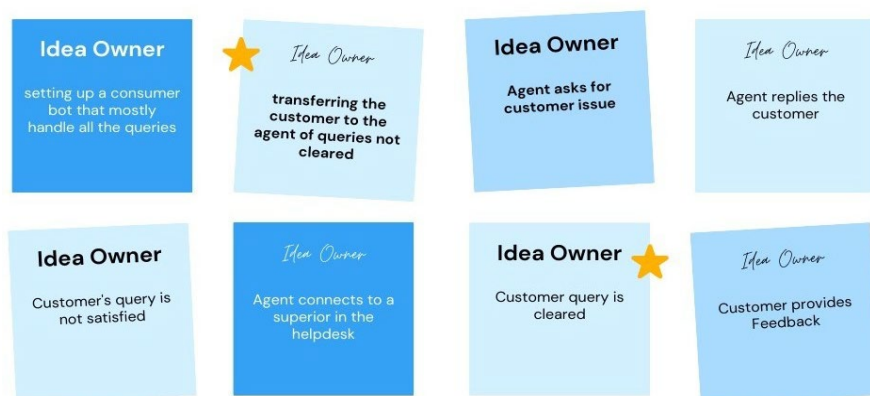 Idea Owner
setting up a consumer
bot that mostly
handle all the queries
Idea Owner
transferring the
customer to the
agent of queries not
cleared
Idea Owner
Agent asks for
customer issue
Idea Owner
Agent replies the
customer
Idea Owner
Customer's query is
not satisfied
Idea Owner
Agent connects to a
superior in the
helpdesk
Idea Owner
Customer query is
cleared
Idea Owner
Customer provides
Feedback